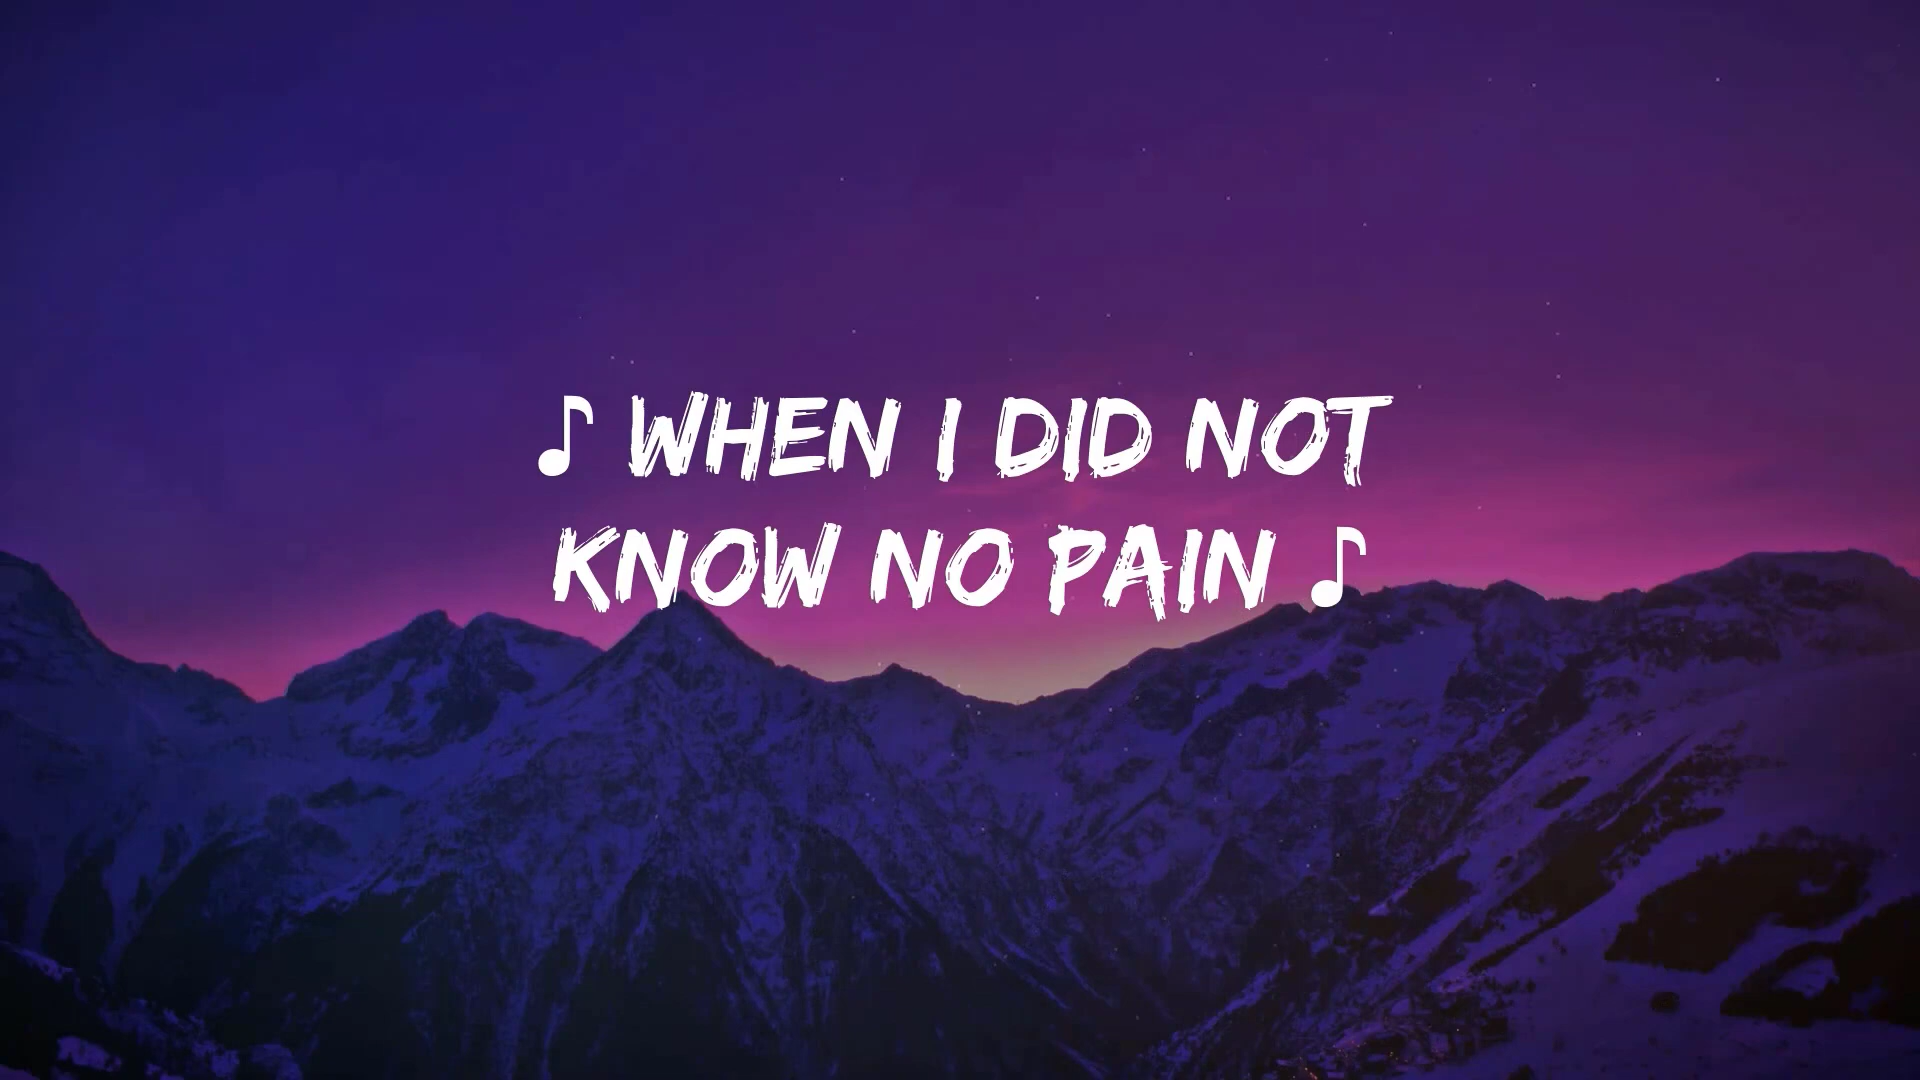 ♪ WHEN I DID NOT
KNOW NO PAIN ♪